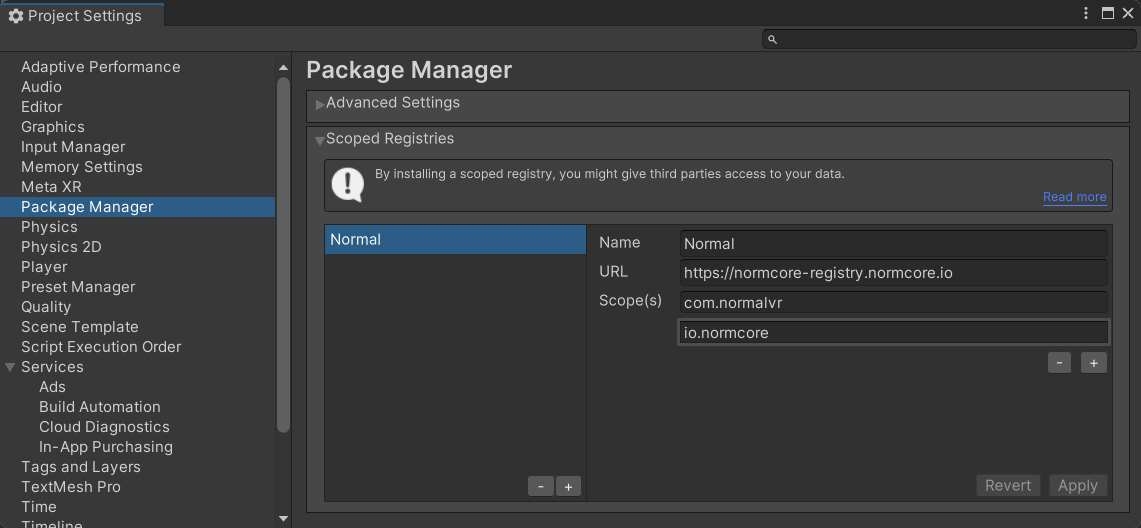 Project Settings
Adaptive Performance
Audio
Editor
Graphics
Input Manager
Memory Settings
Meta XR
Package Manager
Physics
Physics 2D
Player
Preset Manager
Quality
Scene Template
Script Execution Order
Services
Ads
Build Automation
Cloud Diagnostics
In-App Purchasing
Tags and Layers
TextMesh Pro
Time
Timeline
Package Manager
Advanced Settings
Scoped Registries
By installing a scoped registry, you might give third parties access to your data.
Read more
Normal
Name Normal
URL https://normcore-registry.normcore.io
Scope(s) com.normalvr
io.normcore
- +
- +
Revert Apply